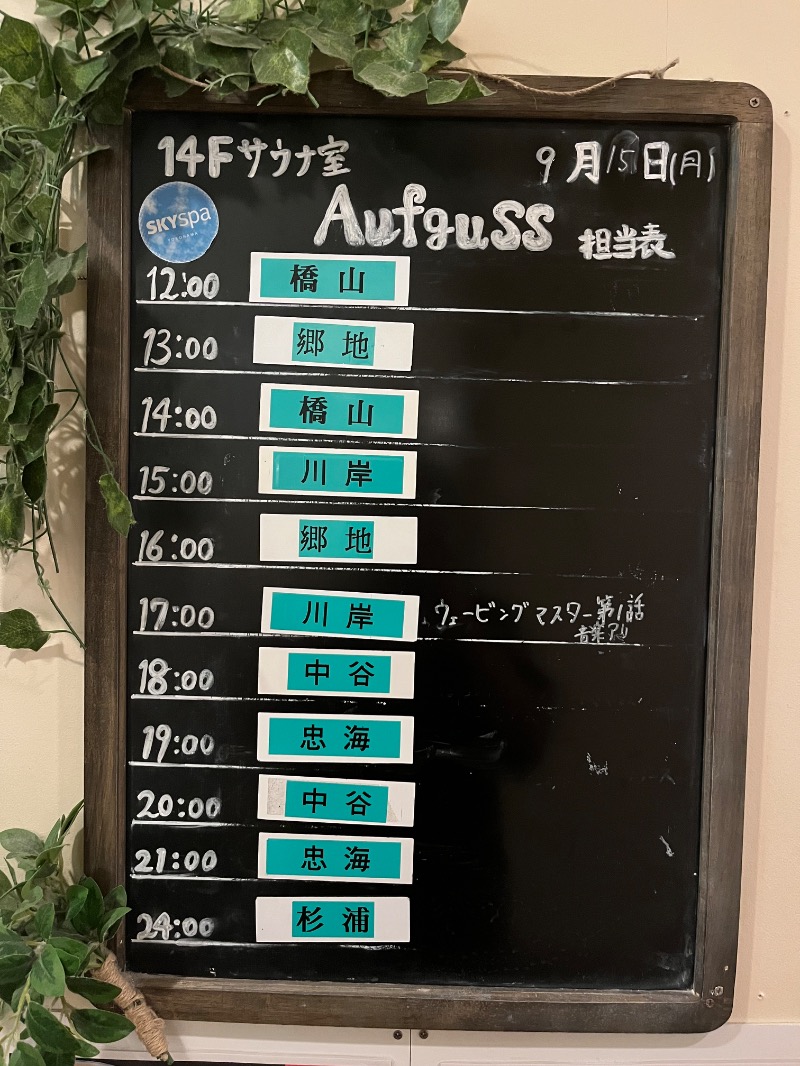 14Fサウナ室 9月15日(月)
SKYspa
YOKOHAMA
Aufguss 担当表
12:00 橋山
13:00 郷地
14:00 橋山
15:00 川岸
16:00 郷地
17:00 川岸 ウェービングマスター第1話
音楽アリ
18:00 中谷
19:00 忠海
20:00 中谷
21:00 忠海
24:00 杉浦